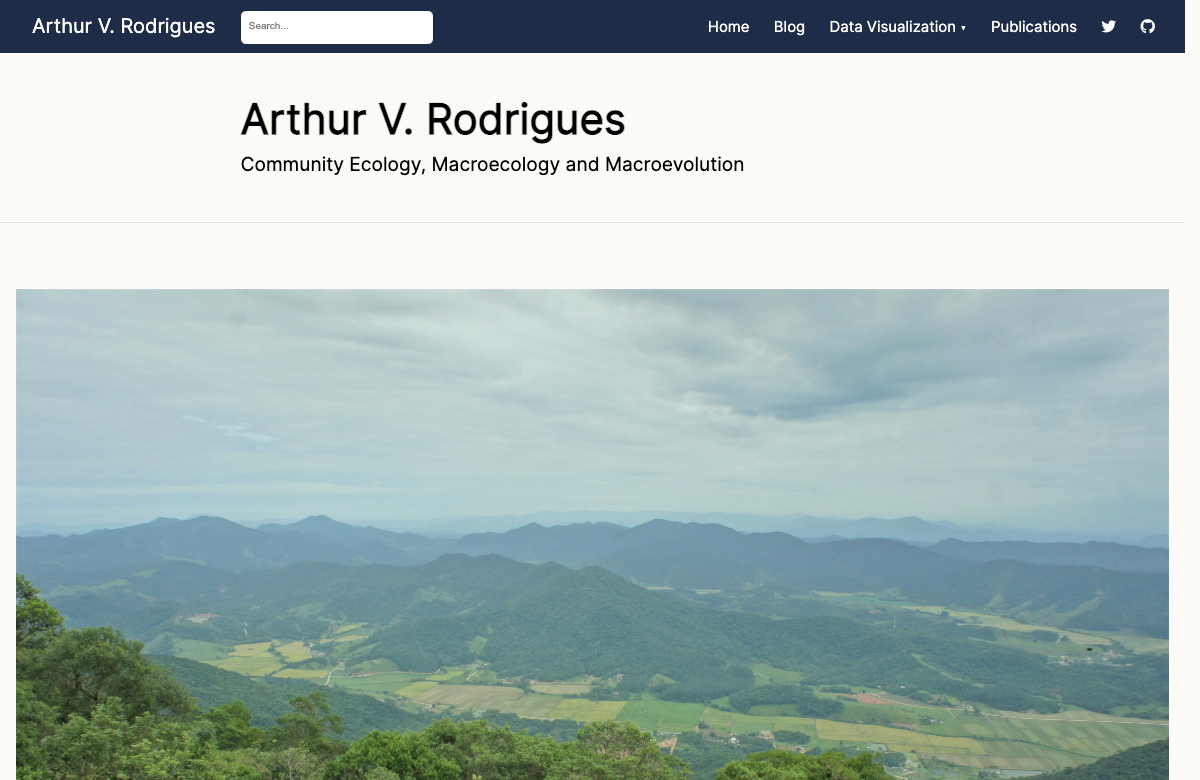 Arthur V. Rodrigues
Search...
Home
Blog
Data Visualization ▾
Publications
Arthur V. Rodrigues
Community Ecology, Macroecology and Macroevolution